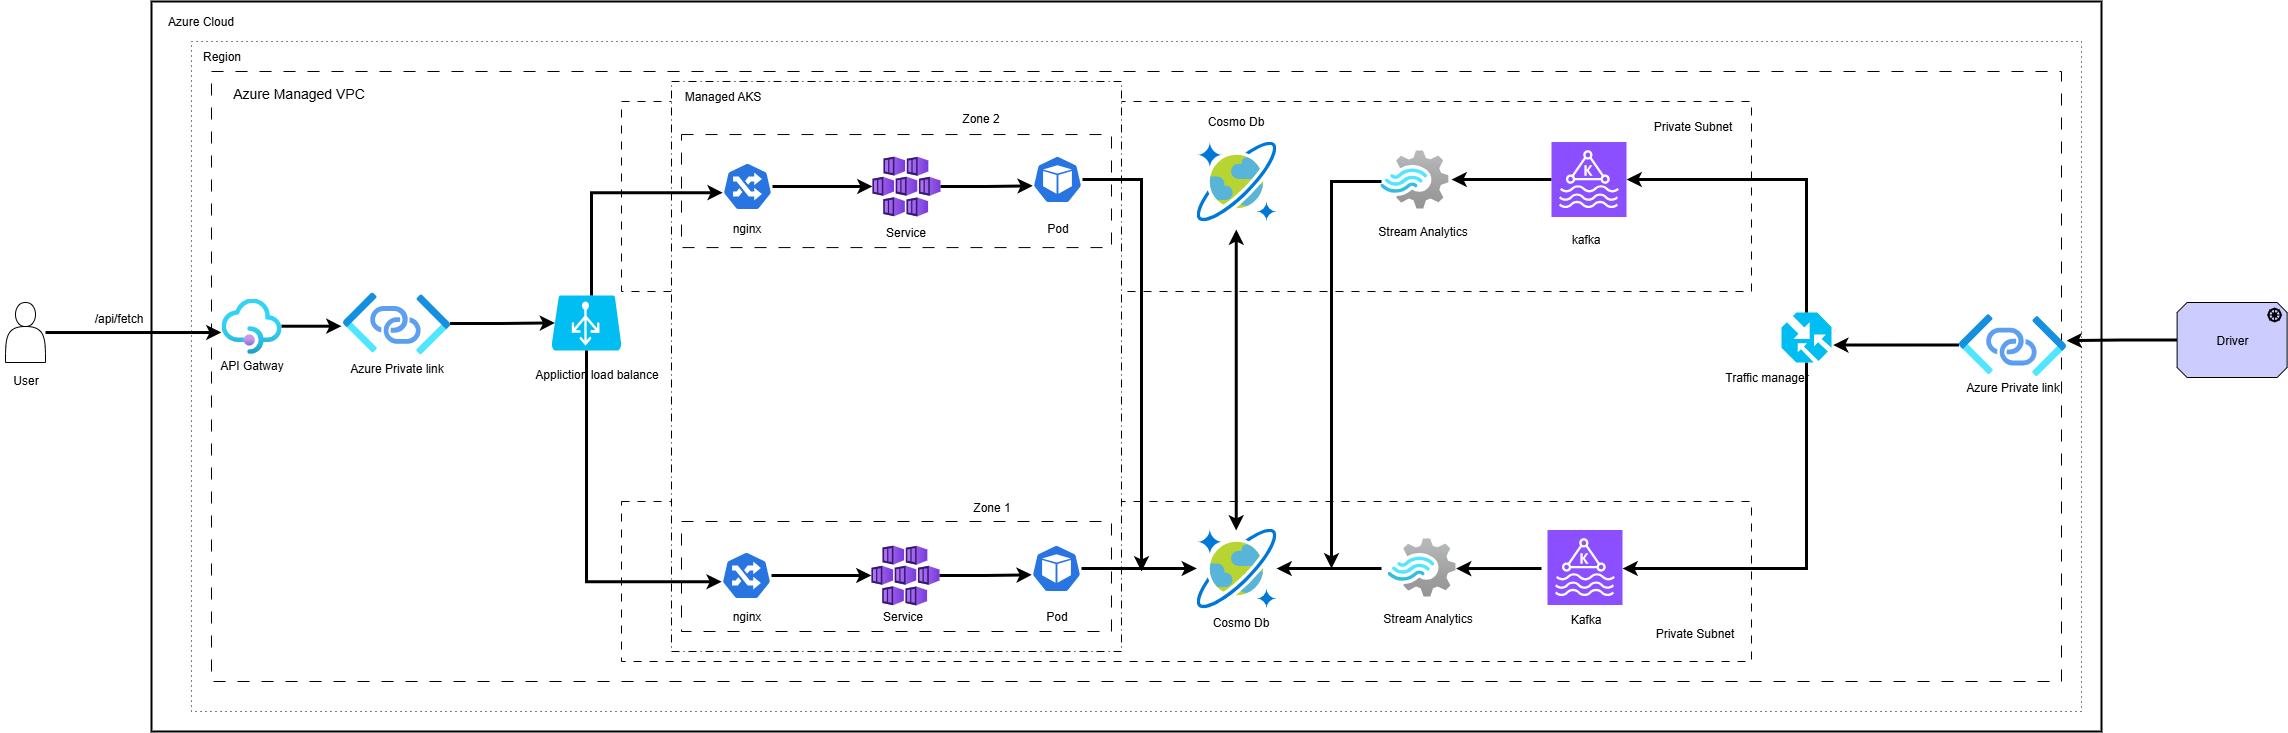 Azure Cloud
Region
Azure Managed VPC
Managed AKS
Zone 2
Cosmo Db
Private Subnet
nginx
Service
Pod
Stream Analytics
kafka
/api/fetch
User
API Gatway
Azure Private link
Appliction load balance
Traffic manager
Azure Private link
Driver
Zone 1
nginx
Service
Pod
Cosmo Db
Stream Analytics
Kafka
Private Subnet
K
K